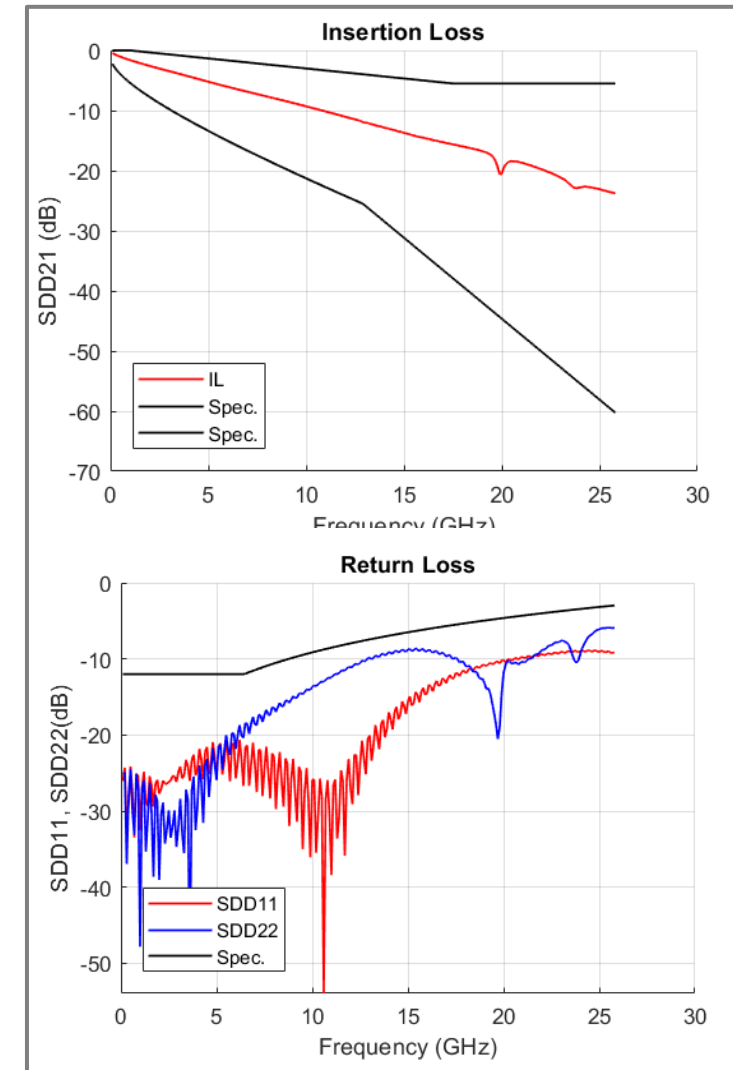 Insertion Loss
0
-10
-20
-30
-40
-50
-60
-70
SDD21 (dB)
IL
Spec.
Spec.
0 5 10 15 20 25 30
Frequency (GHz)
Return Loss
0
-10
-20
-30
-40
-50
SDD11, SDD22(dB)
SDD11
SDD22
Spec.
0 5 10 15 20 25 30
Frequency (GHz)